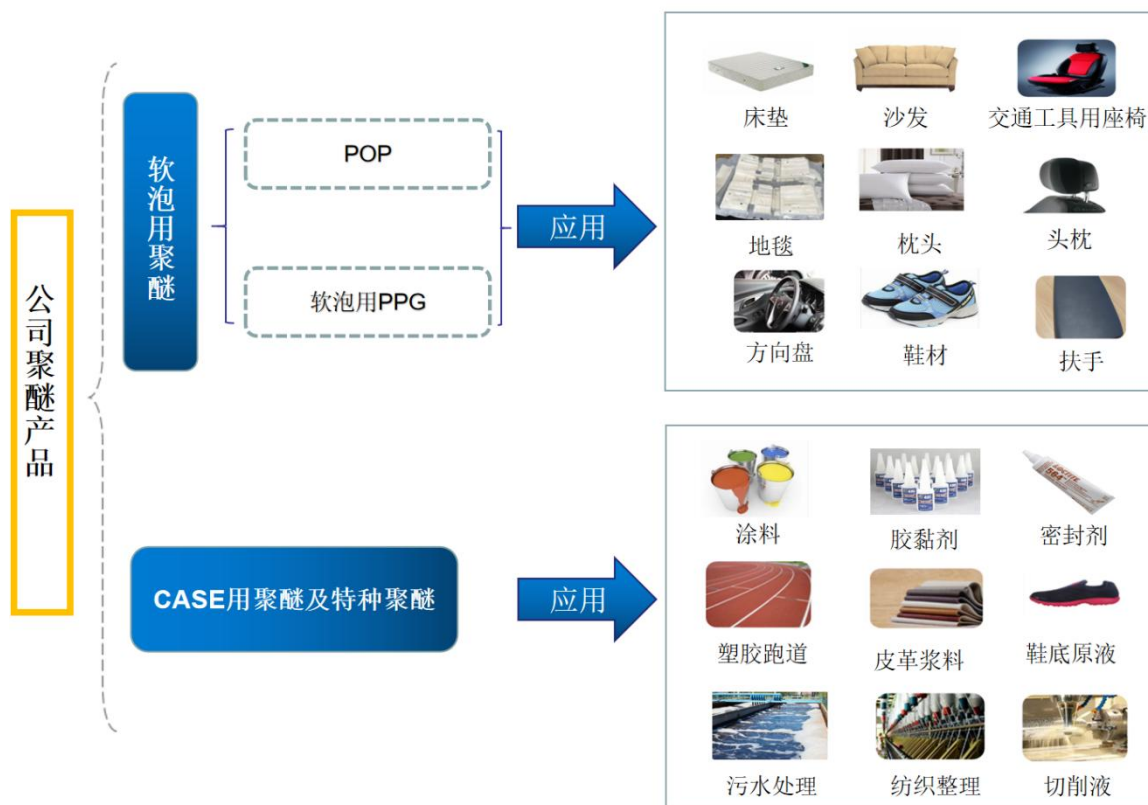 公司聚醚产品
软泡用聚醚
POP
软泡用PPG
应用
床垫
沙发
交通工具用座椅
地毯
枕头
头枕
方向盘
鞋材
扶手
CASE用聚醚及特种聚醚
应用
涂料
胶黏剂
密封剂
塑胶跑道
皮革浆料
鞋底原液
污水处理
纺织整理
切削液